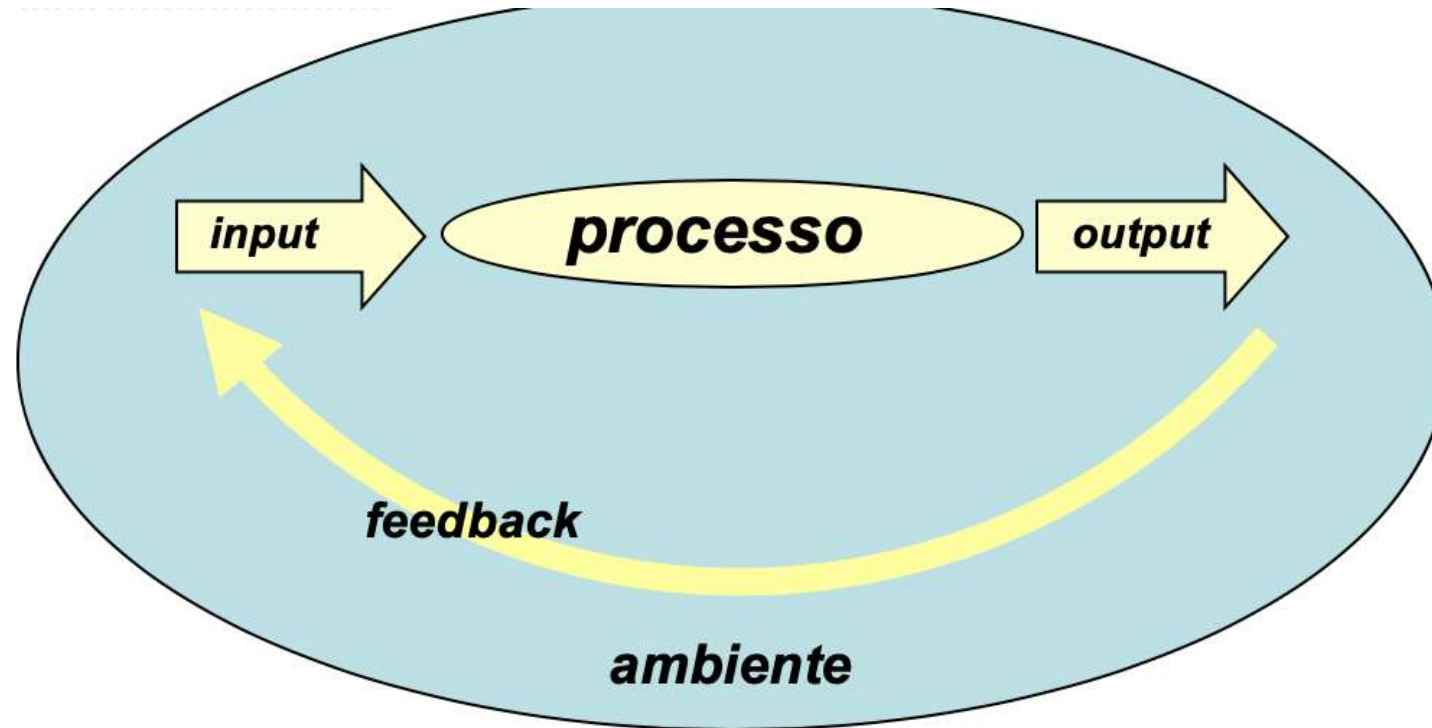 input
processo
output
feedback
ambiente